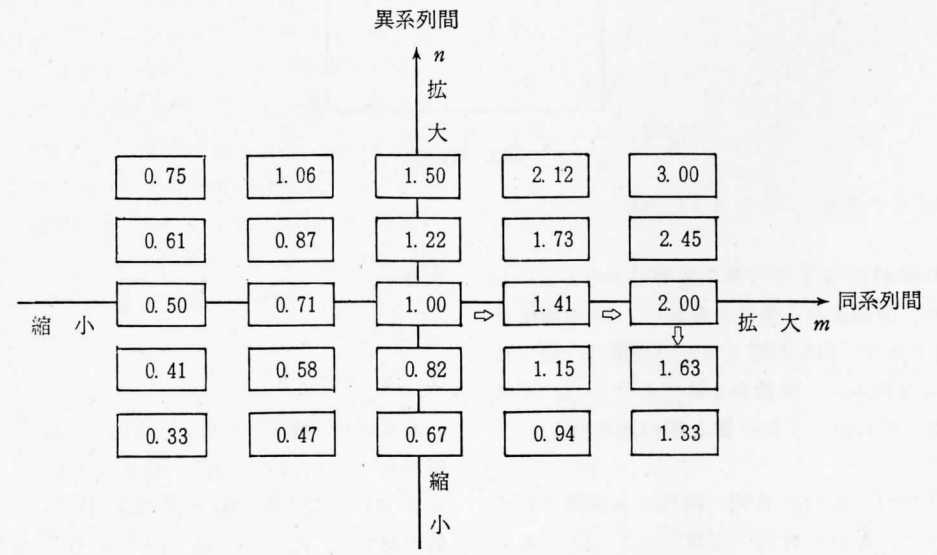 異系列間
n
拡
大
0.75 1.06 1.50 2.12 3.00
0.61 0.87 1.22 1.73 2.45
0.50 0.71 1.00 1.41 2.00 同系列間
縮 小 拡 大 m
0.41 0.58 0.82 1.15 1.63
0.33 0.47 0.67 0.94 1.33
縮
小